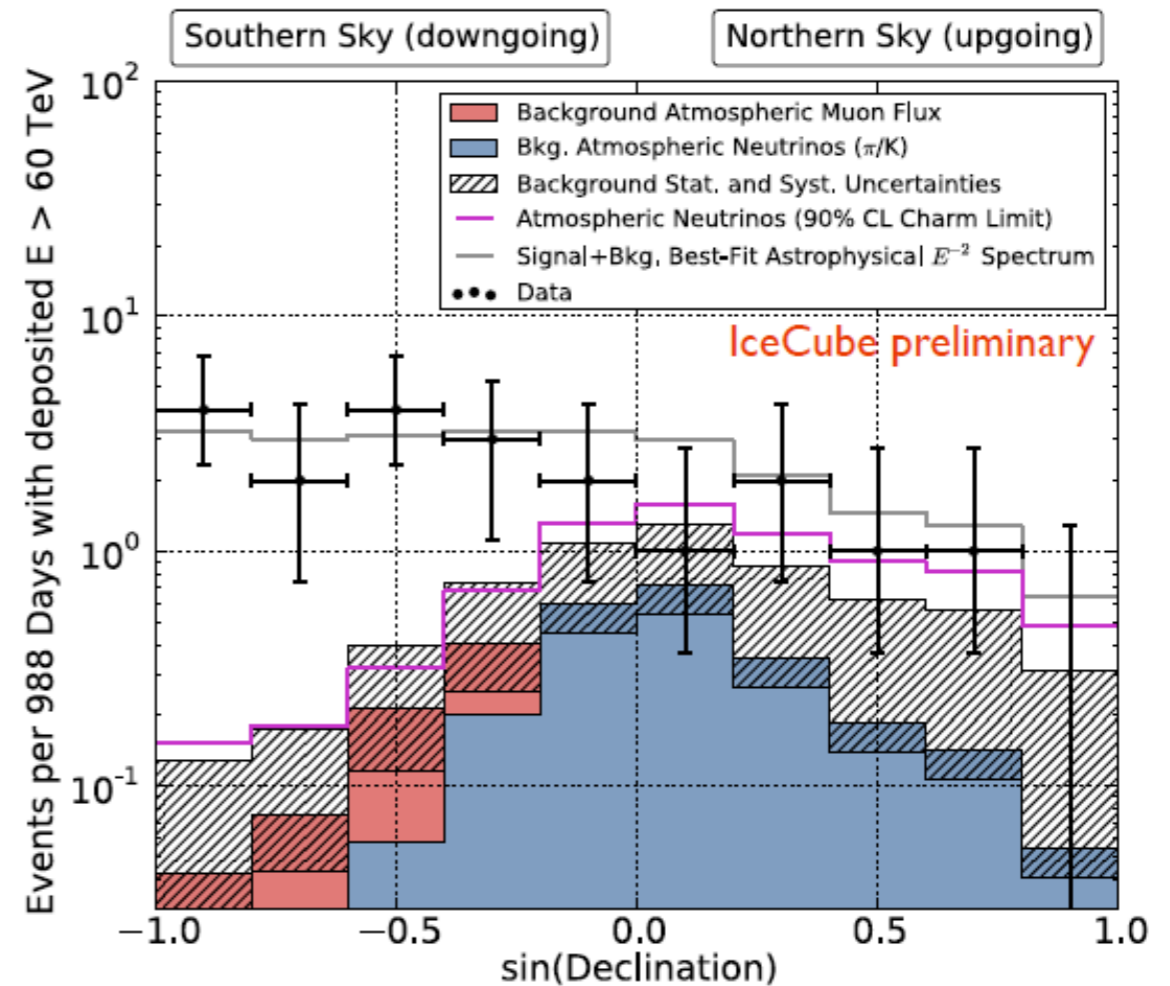 Southern Sky (downgoing)
Northern Sky (upgoing)
Events per 988 Days with deposited E > 60 TeV
10²
10¹
10⁰
10⁻¹
Background Atmospheric Muon Flux
Bkg. Atmospheric Neutrinos (π/K)
Background Stat. and Syst. Uncertainties
Atmospheric Neutrinos (90% CL Charm Limit)
Signal+Bkg. Best-Fit Astrophysical E⁻² Spectrum
Data
IceCube preliminary
−1.0 −0.5 0.0 0.5 1.0
sin(Declination)